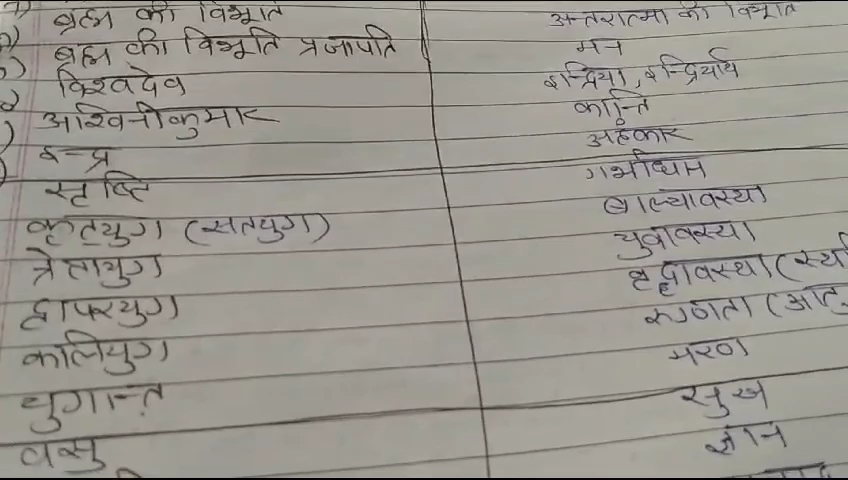 ब्रह्म की विभूति अन्तरात्मा की विभूति
ब्रह्म की विभूति प्रजापति मन
विश्वदेव इन्द्रिया, इन्द्रियार्थ
अश्विनीकुमार कान्ति
इन्द्र अहंकार
सृष्टि गर्भाधान
कृतयुग (सतयुग) बाल्यावस्था
त्रेतायुग युवावस्था
द्वापरयुग वृद्धावस्था
कलियुग रुग्णता
युगान्त मरण
वसु सुख
ज्ञान